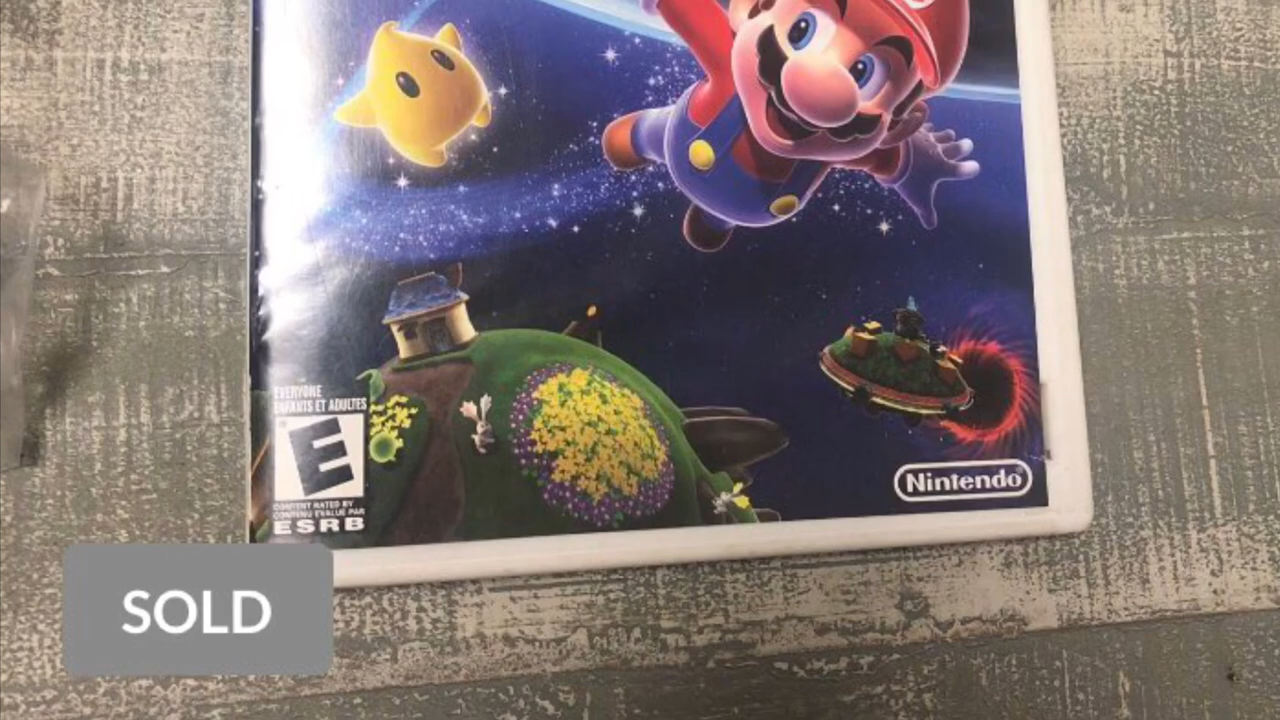 EVERYONE
ENFANTS ET ADULTES
E
CONTENT RATED BY
CONTENU ÉVALUÉ PAR
ESRB
Nintendo®
SOLD